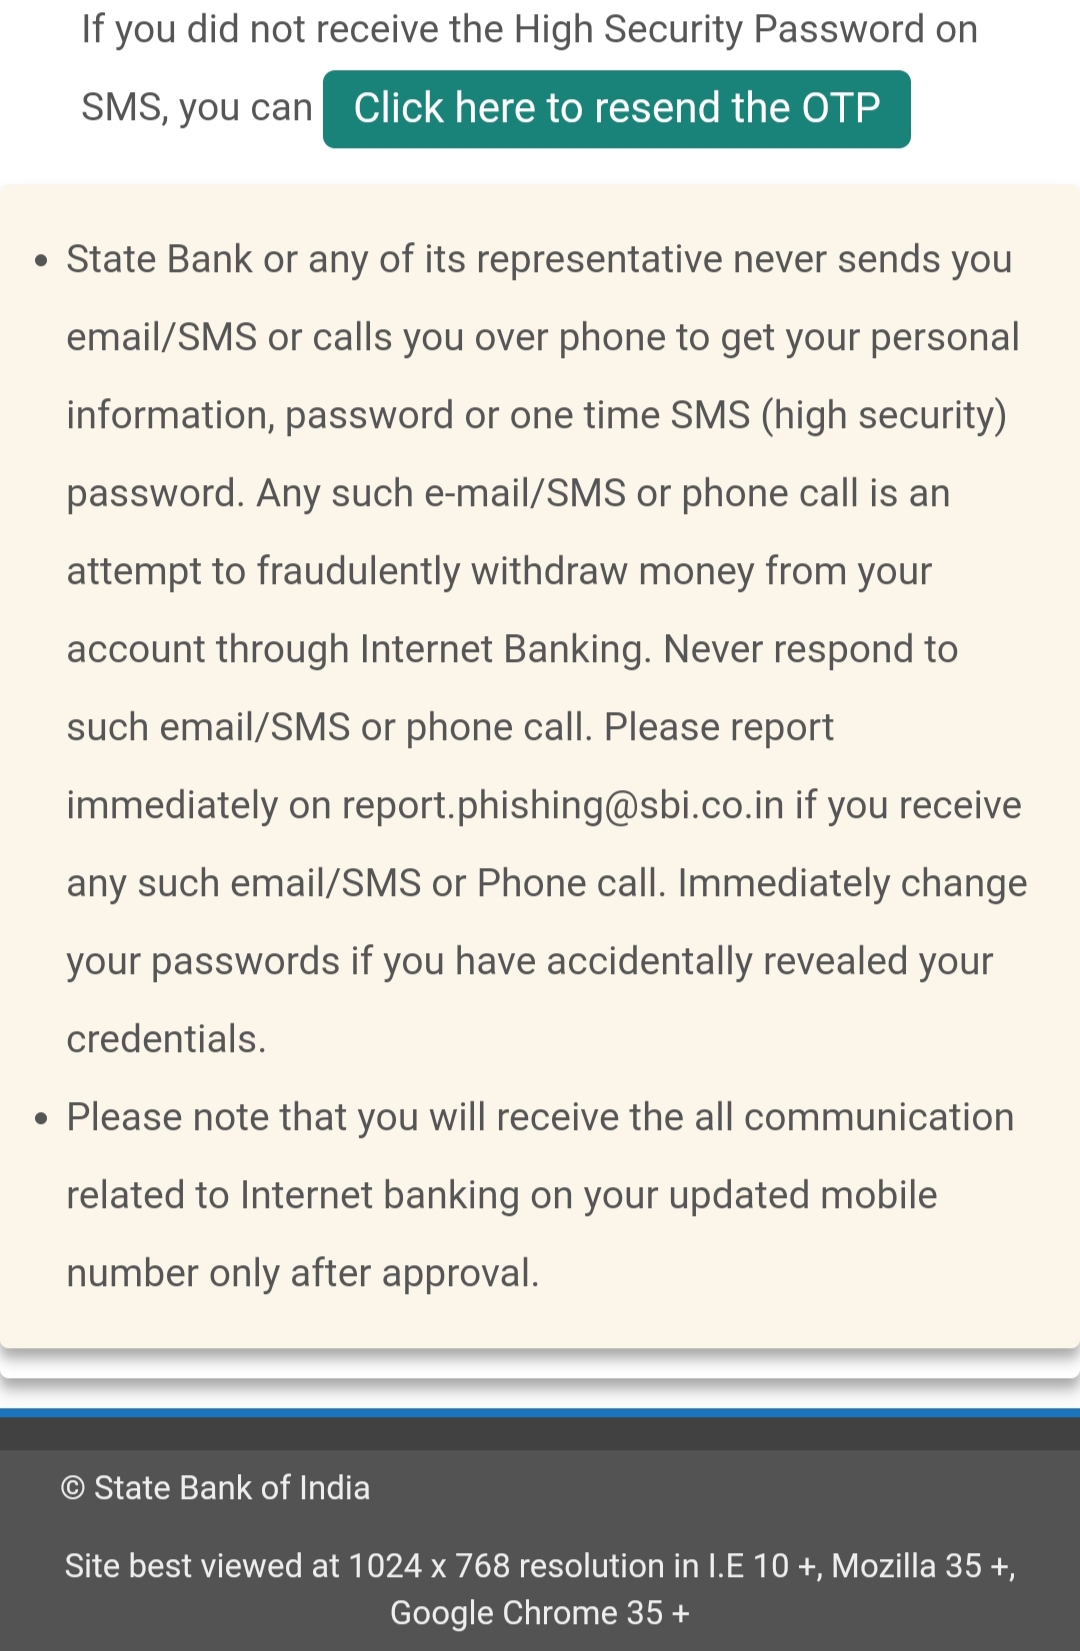 If you did not receive the High Security Password on
SMS, you can Click here to resend the OTP
• State Bank or any of its representative never sends you
email/SMS or calls you over phone to get your personal
information, password or one time SMS (high security)
password. Any such e-mail/SMS or phone call is an
attempt to fraudulently withdraw money from your
account through Internet Banking. Never respond to
such email/SMS or phone call. Please report
immediately on report.phishing@sbi.co.in if you receive
any such email/SMS or Phone call. Immediately change
your passwords if you have accidentally revealed your
credentials.
• Please note that you will receive the all communication
related to Internet banking on your updated mobile
number only after approval.
© State Bank of India
Site best viewed at 1024 x 768 resolution in I.E 10 +, Mozilla 35 +,
Google Chrome 35 +